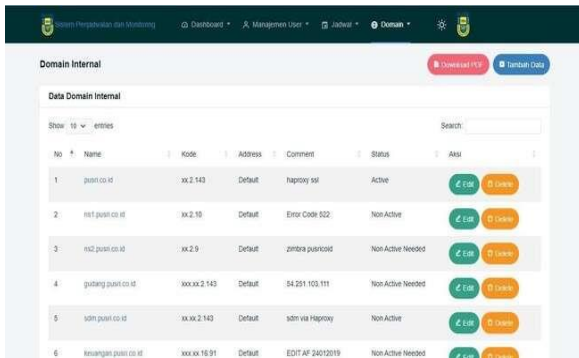 Sistem Penjadwalan dan Monitoring Dashboard Manajemen User Jadwal Domain
Domain Internal Download PDF Tambah Data
Data Domain Internal
Show 10 entries Search:
No Name Kode Address Comment Status Aksi
1 pusri.co.id xx.2.143 Default haproxy ssl Active Edit Delete
2 ns1.pusri.co.id xx.2.10 Default Error Code 522 Non Active Edit Delete
3 ns2.pusri.co.id xx.2.9 Default zimbra pusricoid Non Active Needed Edit Delete
4 gudang.pusri.co.id xxx.xx.2.143 Default 54.251.103.111 Non Active Needed Edit Delete
5 sdm.pusri.co.id xx.xx.2.143 Default sdm via Haproxy Non Active Edit Delete
6 keuangan.pusri.co.id xxx.xx.16.91 Default EDIT AF 24012019 Non Active Needed Edit Delete